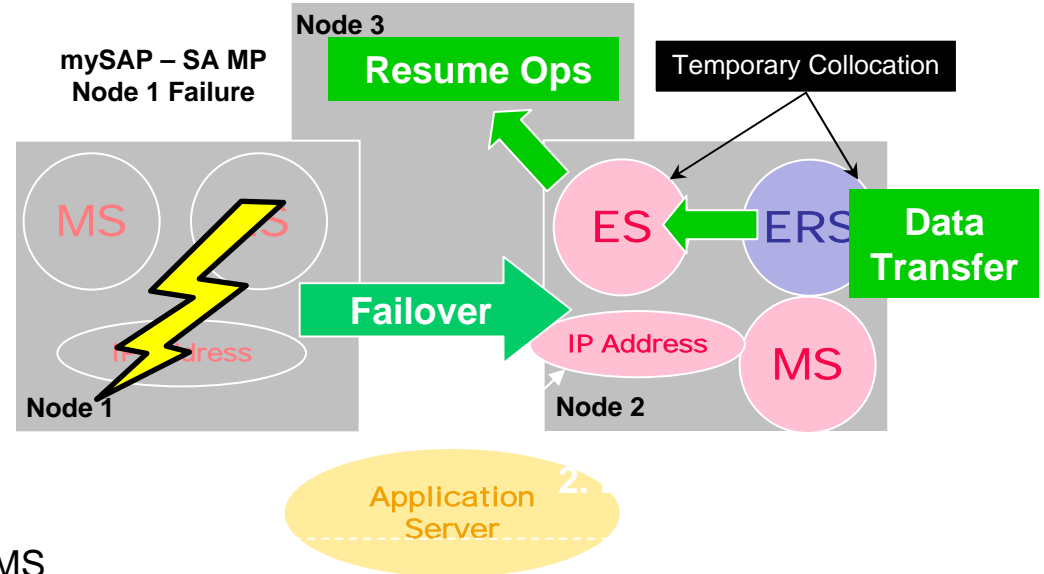 Node 3
mySAP – SA MP
Node 1 Failure
Resume Ops
Temporary Collocation
MS
ES
ERS
Data
Transfer
Failover
IP Address
MS
Node 1
Node 2
Application
Server
2.
MS